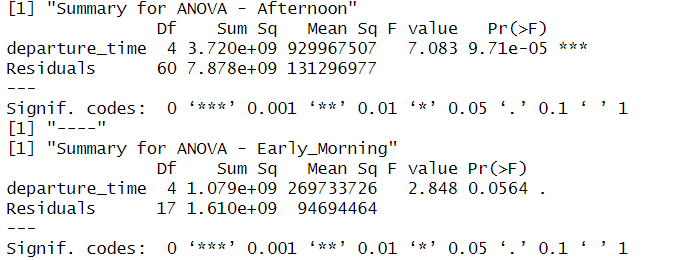 [1] "Summary for ANOVA - Afternoon"
               Df    Sum Sq   Mean Sq F value   Pr(>F)
departure_time  4 3.720e+09 929967507   7.083 9.71e-05 ***
Residuals      60 7.878e+09 131296977
---
Signif. codes:  0 ‘***’ 0.001 ‘**’ 0.01 ‘*’ 0.05 ‘.’ 0.1 ‘ ’ 1
[1] "----"
[1] "Summary for ANOVA - Early_Morning"
               Df    Sum Sq   Mean Sq F value Pr(>F)
departure_time  4 1.079e+09 269733726   2.848 0.0564 .
Residuals      17 1.610e+09  94694464
---
Signif. codes:  0 ‘***’ 0.001 ‘**’ 0.01 ‘*’ 0.05 ‘.’ 0.1 ‘ ’ 1